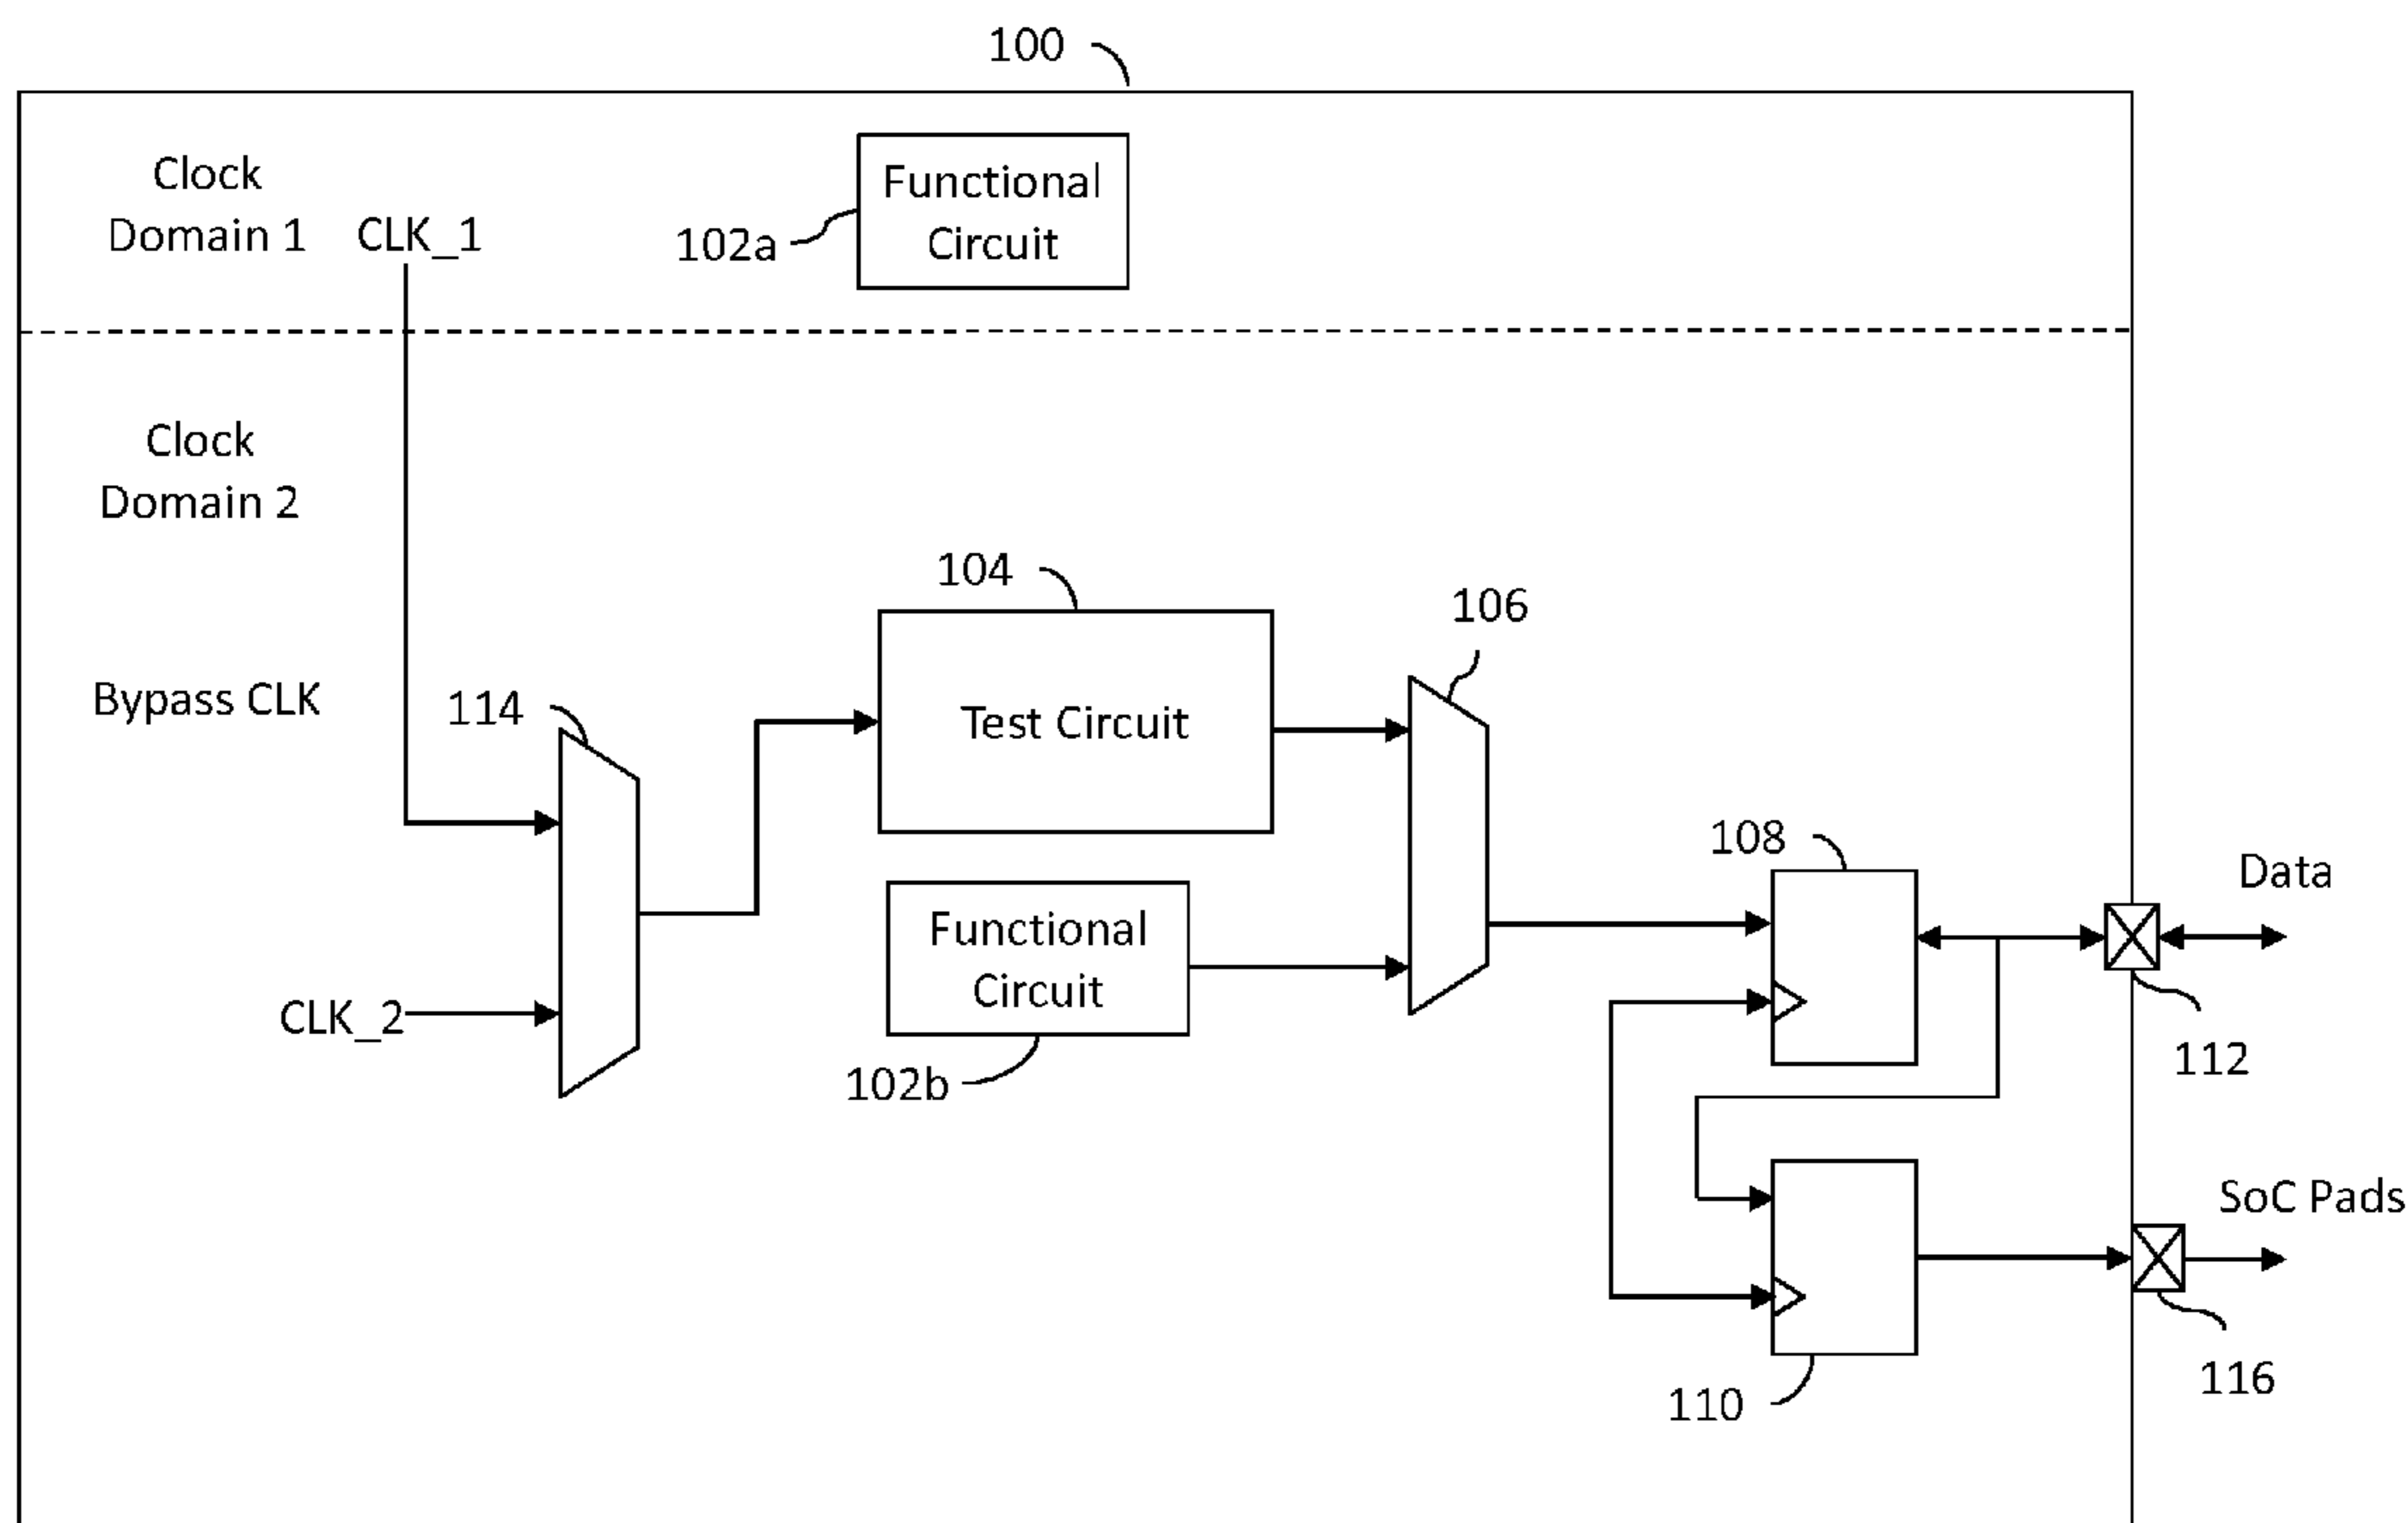 100
Clock
Domain 1
CLK_1
102a
Functional
Circuit
Clock
Domain 2
104
106
Bypass CLK
114
Test Circuit
108
Data
Functional
Circuit
CLK_2
102b
112
SoC Pads
110
116